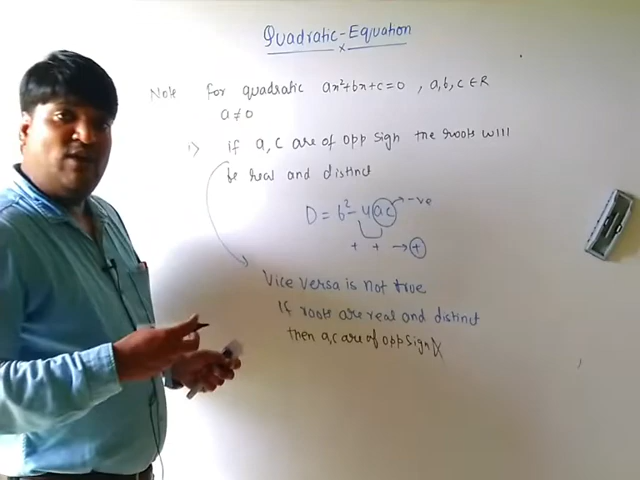 Quadratic-Equation
x
Note for quadratic ax²+bx+c=0 , a,b,c ∈ R
a≠0
1) if a,c are of opp sign the roots will
be real and distinct
D = b²-4ac → -ve
+ + → +
Vice versa is not true
If roots are real and distinct
then a,c are of opp sign X